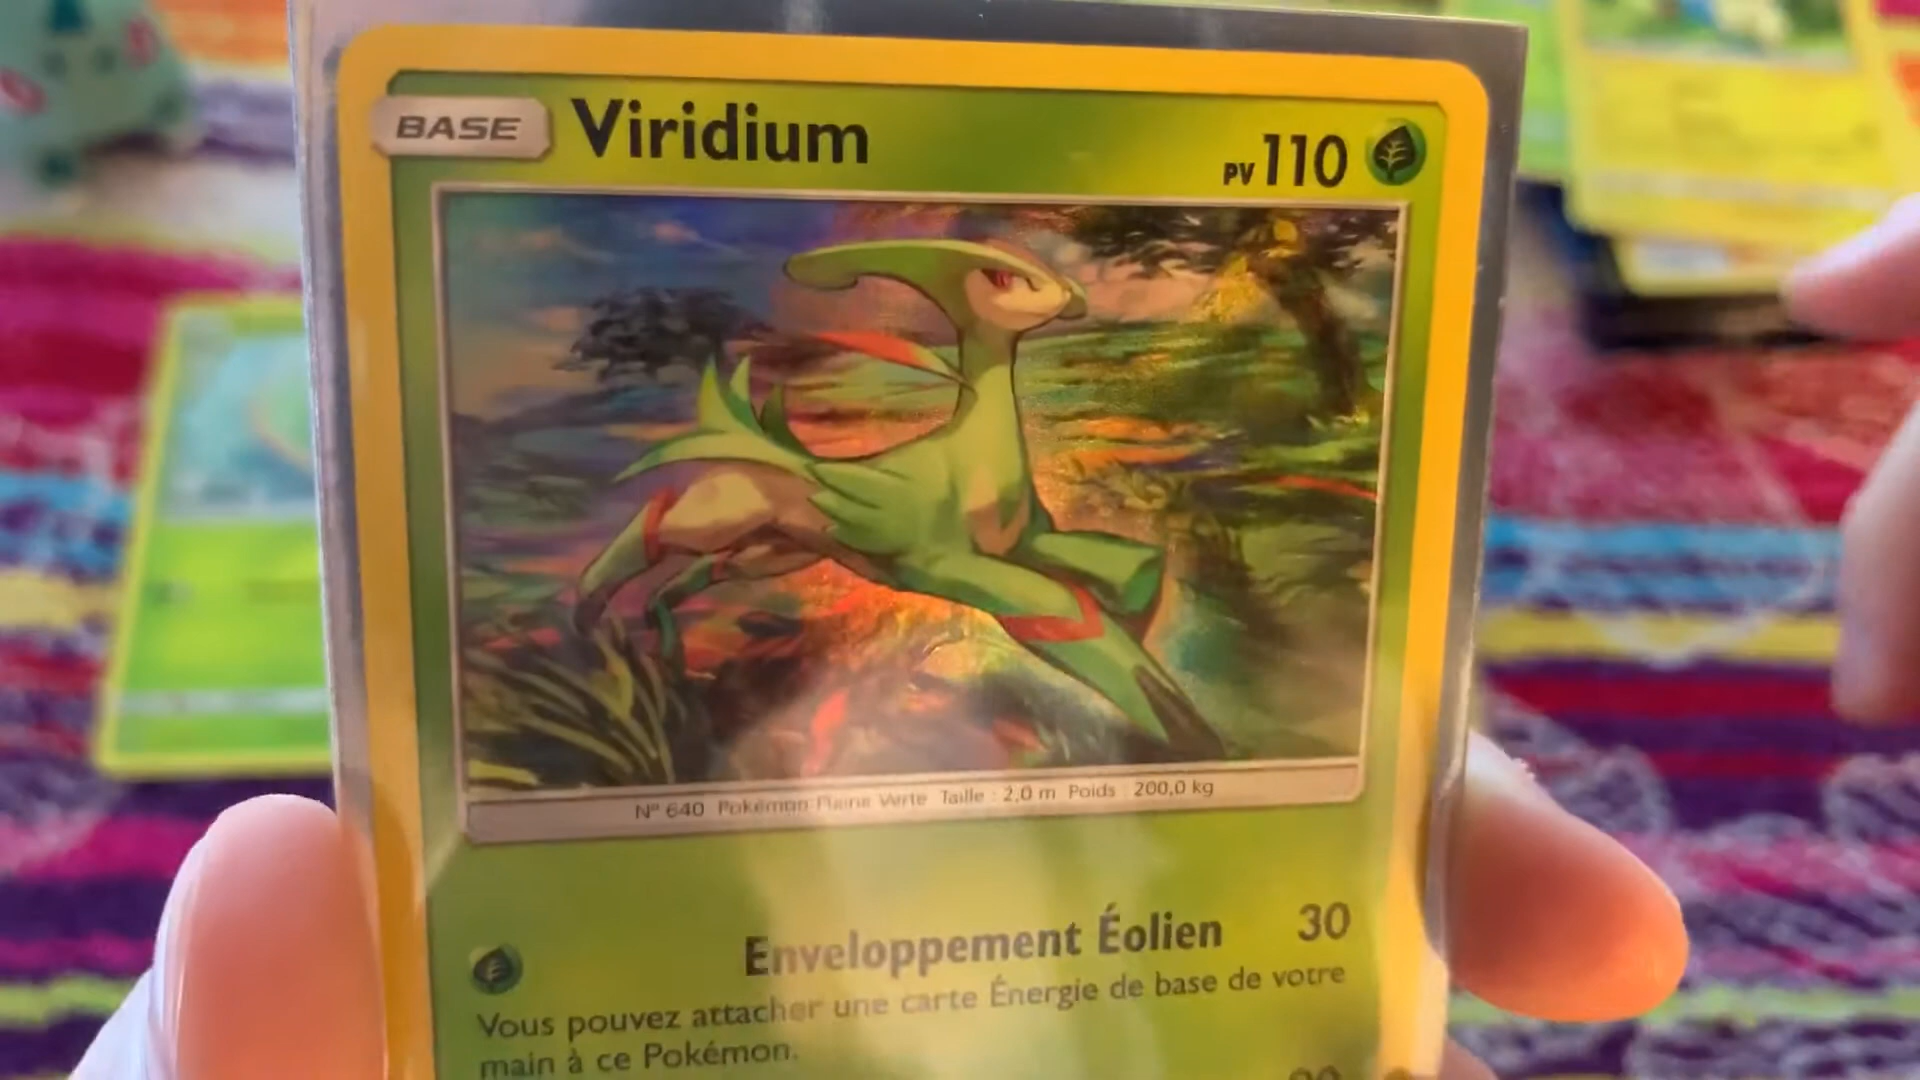 BASE Viridium PV 110
N° 640 Pokémon Plaine Verte Taille : 2,0 m Poids : 200,0 kg
Enveloppement Éolien 30
Vous pouvez attacher une carte Énergie de base de votre
main à ce Pokémon.